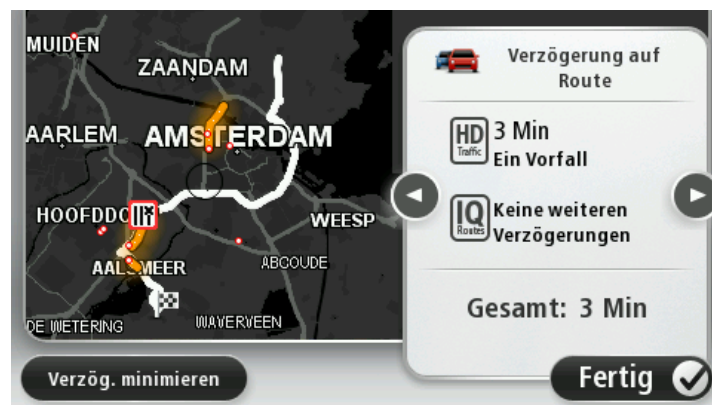 MUIDEN
ZAANDAM
AARLEM
AMSTERDAM
HOOFDDO
WEESP
AALSMEER
ABCOUDE
DE WETERING
WAVERVEEN
Verzögerung auf
Route
HD
Traffic
3 Min
Ein Vorfall
IQ
Routes
Keine weiteren
Verzögerungen
Gesamt: 3 Min
Verzög. minimieren
Fertig